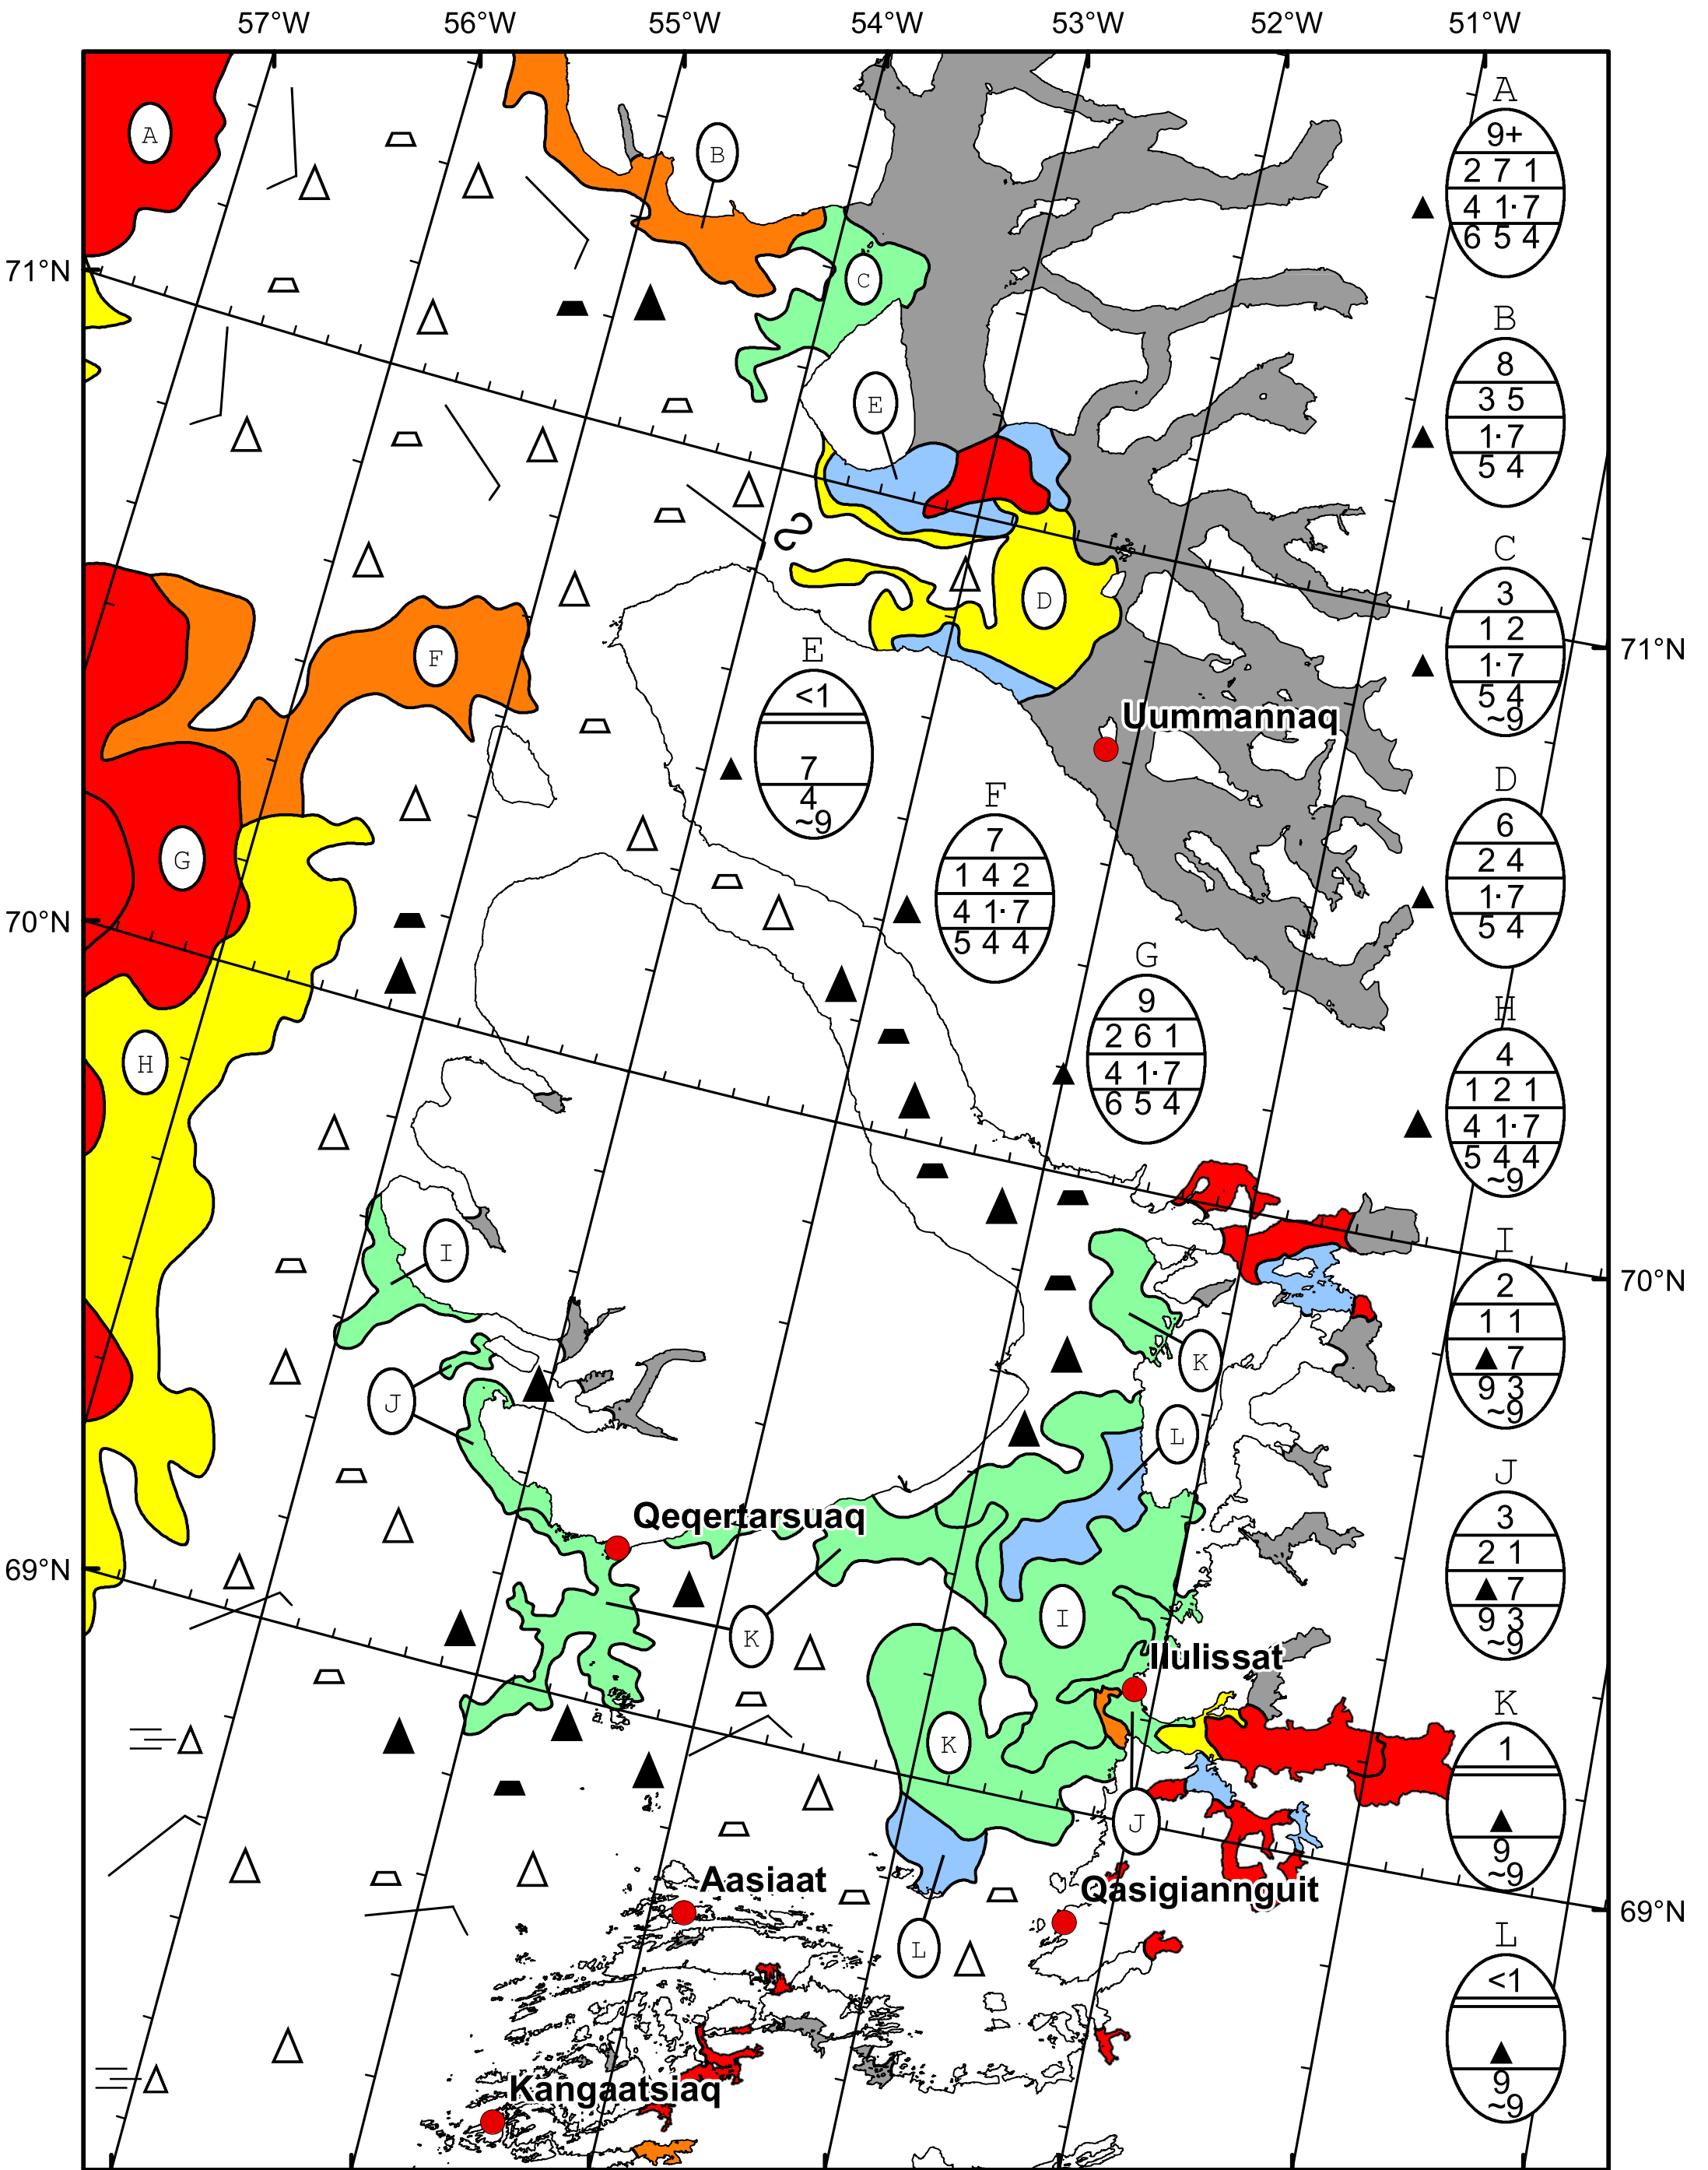 57°W 56°W 55°W 54°W 53°W 52°W 51°W
71°N
70°N
69°N
71°N
70°N
69°N
A
B
C
E
D
F
G
H
I
J
K
L
I
K
K
J
L
Uummannaq
Qeqertarsuaq
Ilulissat
Aasiaat
Qasigiannguit
Kangaatsiaq
A
9+
2 7 1
4 1· 7
6 5 4
B
8
3 5
1· 7
5 4
C
3
1 2
1· 7
5 4
~9
D
6
2 4
1· 7
5 4
E
<1
7
4
~9
F
7
1 4 2
4 1· 7
5 4 4
G
9
2 6 1
4 1· 7
6 5 4
H
4
1 2 1
4 1· 7
5 4 4
~9
I
2
1 1
▲ 7
9 3
~9
J
3
2 1
▲ 7
9 3
~9
K
1
▲
9
~9
L
<1
▲
9
~9